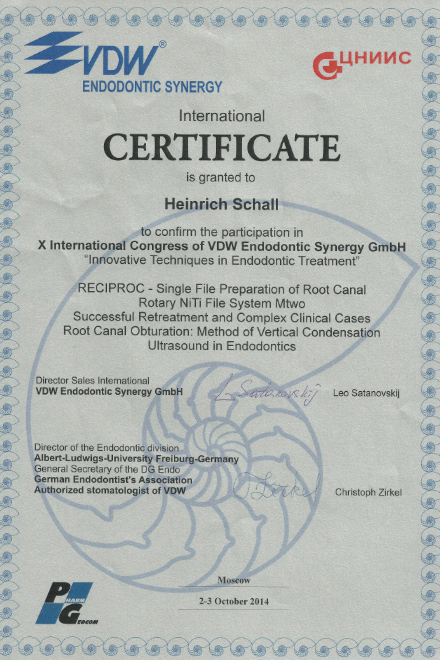 VDW®
ENDODONTIC SYNERGY
ЦНИИС
International
CERTIFICATE
is granted to
Heinrich Schall
to confirm the participation in
X International Congress of VDW Endodontic Synergy GmbH
"Innovative Techniques in Endodontic Treatment"
RECIPROC - Single File Preparation of Root Canal
Rotary NiTi File System Mtwo
Successful Retreatment and Complex Clinical Cases
Root Canal Obturation: Method of Vertical Condensation
Ultrasound in Endodontics
Director Sales International
VDW Endodontic Synergy GmbH
L Satanovskij
Leo Satanovskij
Director of the Endodontic division
Albert-Ludwigs-University Freiburg-Germany
General Secretary of the DG Endo
German Endodontist's Association
Authorized stomatologist of VDW
C. Zirkel
Christoph Zirkel
Moscow
2-3 October 2014
PHARM
GEOCOM